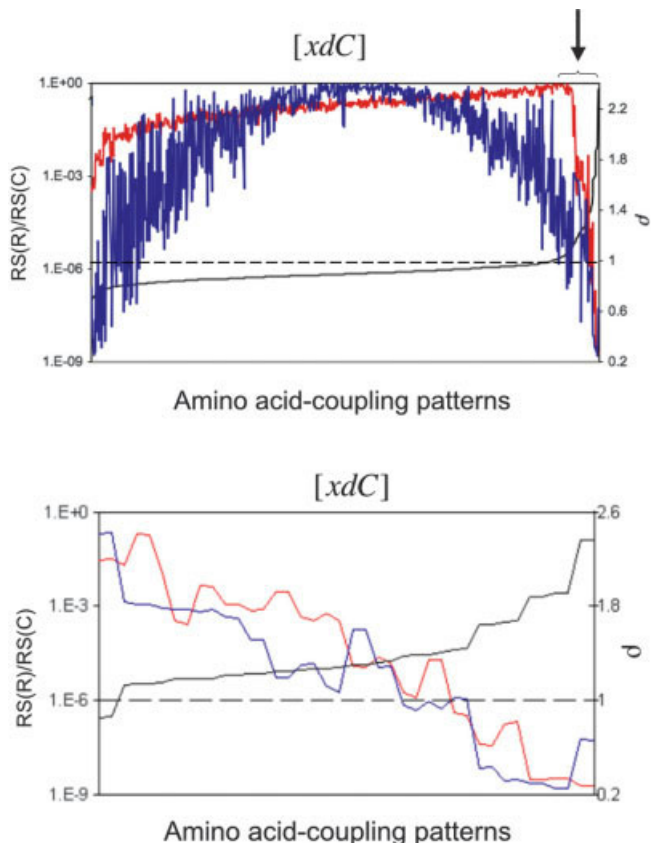 [xdC]
RS(R)/RS(C)
1.E+00
1.E-03
1.E-06
1.E-09
2.2
1.8
1.4
1
0.6
0.2
ρ
Amino acid-coupling patterns
[xdC]
RS(R)/RS(C)
1.E+0
1.E-3
1.E-6
1.E-9
2.6
1.8
1
0.2
ρ
Amino acid-coupling patterns